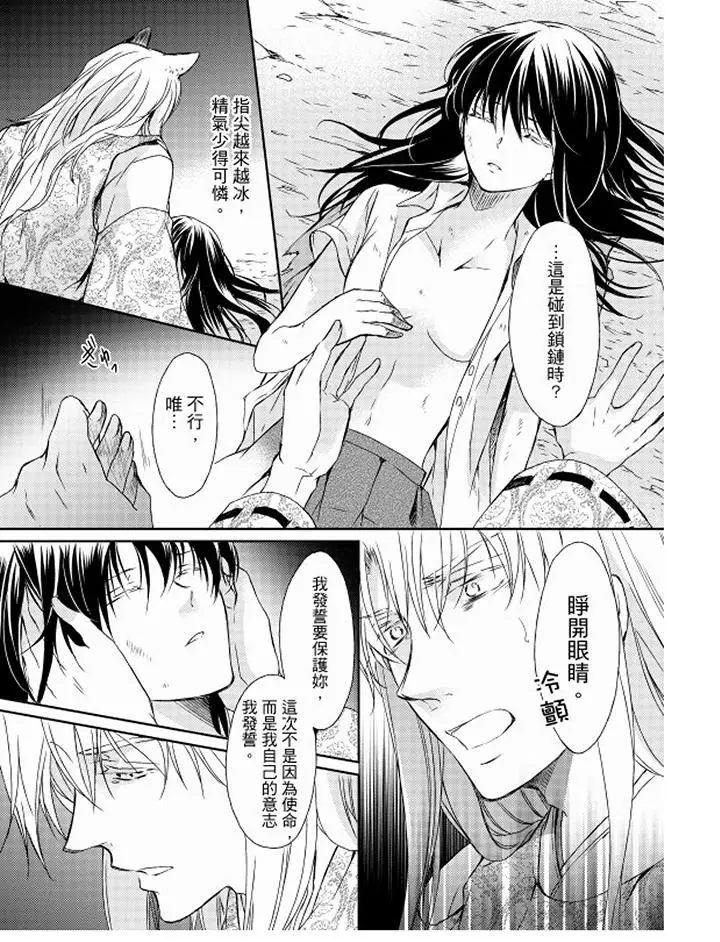 …這是碰到鎖鏈時？
指尖越來越冰，
精氣少得可憐。
不行，
唯…
ぎゅっ
睜開眼睛。
冷顫
我發誓要保護妳，
這次不是因為使命，
而是我自己的意志
我發誓。